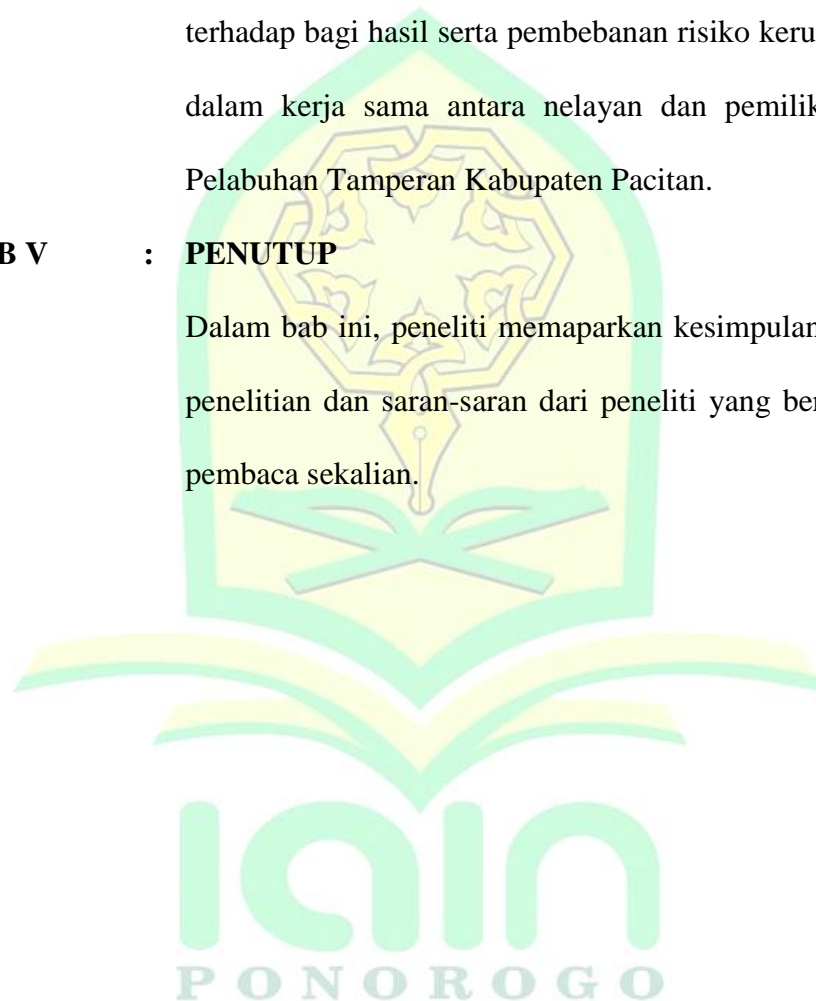 terhadap bagi hasil serta pembebanan risiko keru
dalam kerja sama antara nelayan dan pemilik
Pelabuhan Tamperan Kabupaten Pacitan.
B V : PENUTUP
Dalam bab ini, peneliti memaparkan kesimpulan
penelitian dan saran-saran dari peneliti yang ber
pembaca sekalian.
iain
PONOROGO